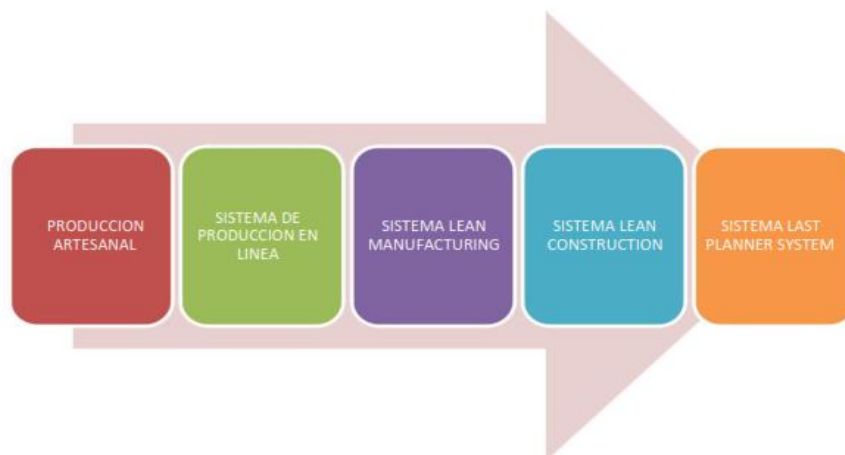 PRODUCCION
ARTESANAL
SISTEMA DE
PRODUCCION EN
LINEA
SISTEMA LEAN
MANUFACTURING
SISTEMA LEAN
CONSTRUCTION
SISTEMA LAST
PLANNER SYSTEM